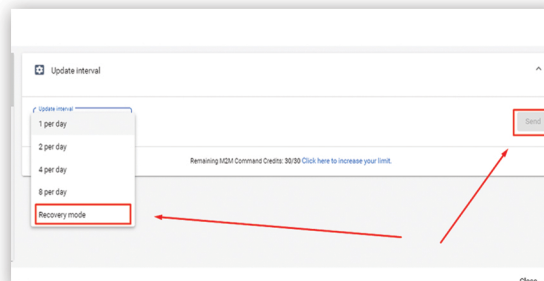 Update interval
Update interval
1 per day
Send
2 per day
Remaining M2M Command Credits: 30/30 Click here to increase your limit.
4 per day
8 per day
Recovery mode
Close